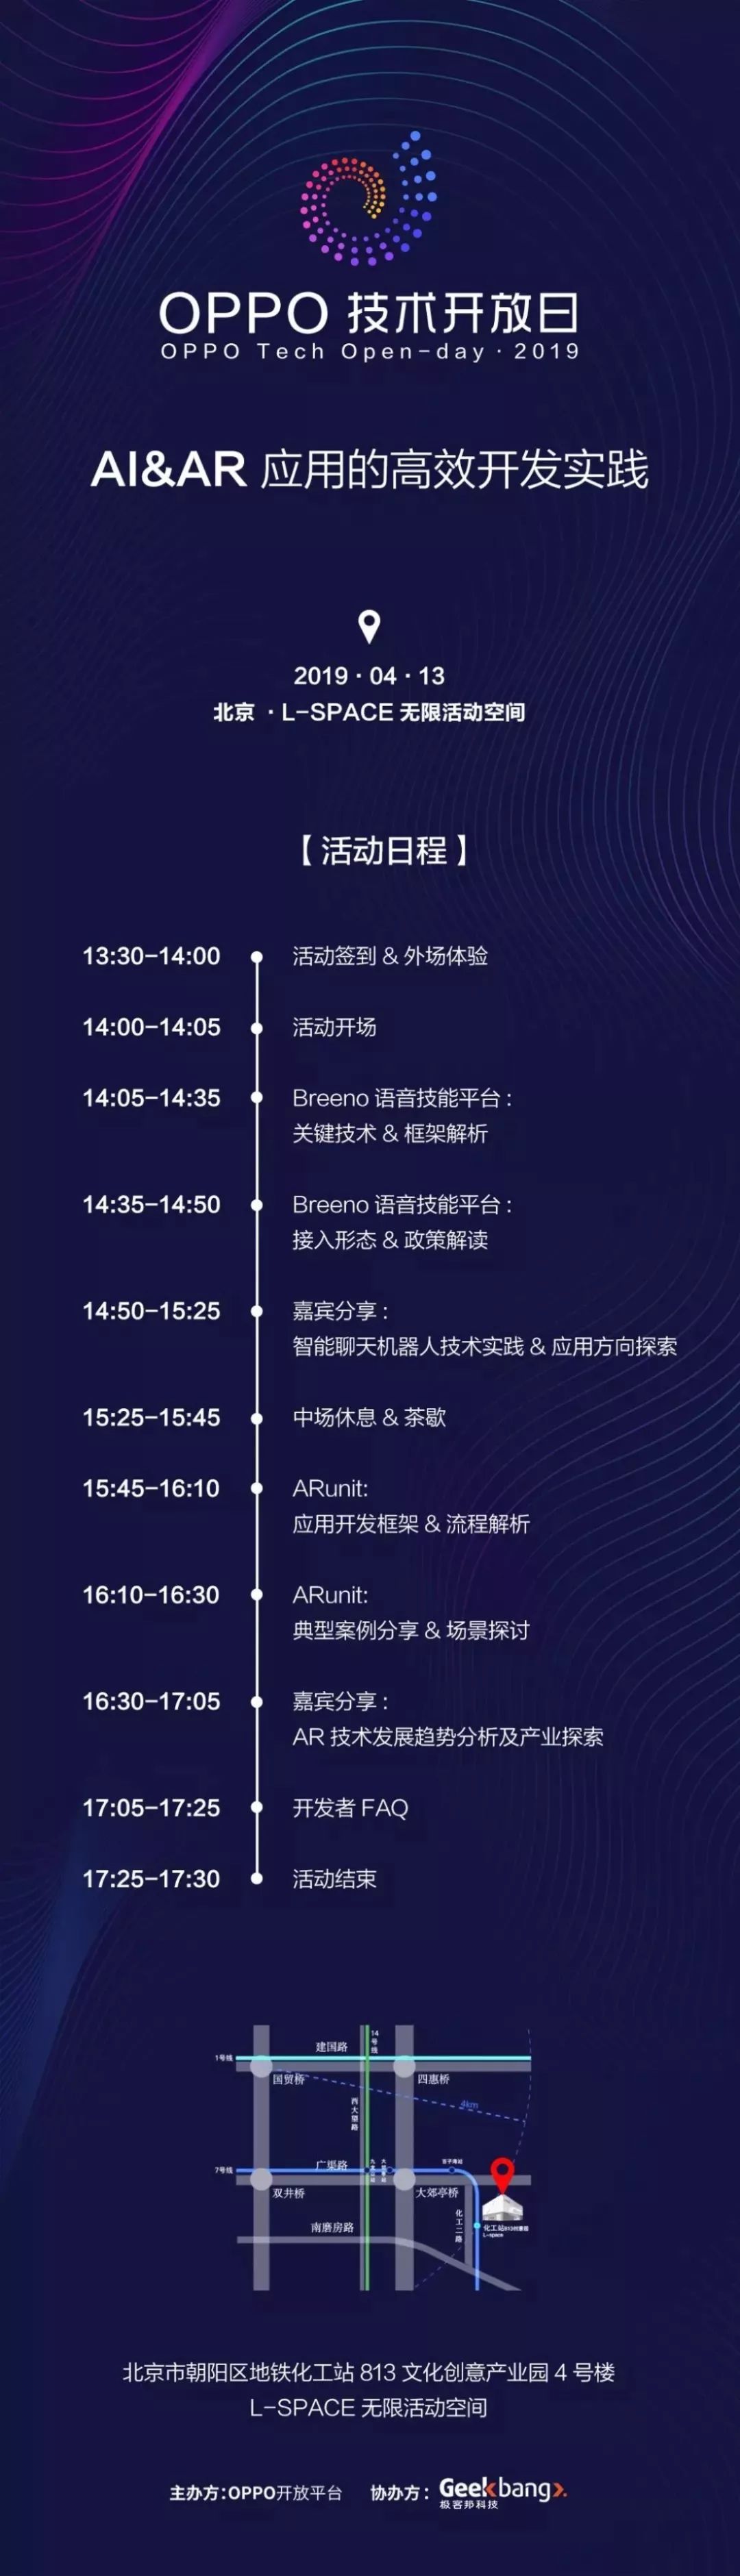 OPPO 技术开放日
OPPO Tech Open-day · 2019
AI&AR 应用的高效开发实践
2019 · 04 · 13
北京 · L-SPACE 无限活动空间
【 活动日程 】
13:30-14:00 活动签到 & 外场体验
14:00-14:05 活动开场
14:05-14:35 Breeno 语音技能平台：
关键技术 & 框架解析
14:35-14:50 Breeno 语音技能平台：
接入形态 & 政策解读
14:50-15:25 嘉宾分享：
智能聊天机器人技术实践 & 应用方向探索
15:25-15:45 中场休息 & 茶歇
15:45-16:10 ARunit:
应用开发框架 & 流程解析
16:10-16:30 ARunit:
典型案例分享 & 场景探讨
16:30-17:05 嘉宾分享：
AR 技术发展趋势分析及产业探索
17:05-17:25 开发者 FAQ
17:25-17:30 活动结束
14号线
建国路
1号线
国贸桥
四惠桥
西大望路
4km
广渠路
7号线
双井桥
大郊亭桥
化工二路
南磨房路
L-space
北京市朝阳区地铁化工站 813 文化创意产业园 4 号楼
L-SPACE 无限活动空间
主办方：OPPO开放平台 协办方：Geekbang>.
极客邦科技